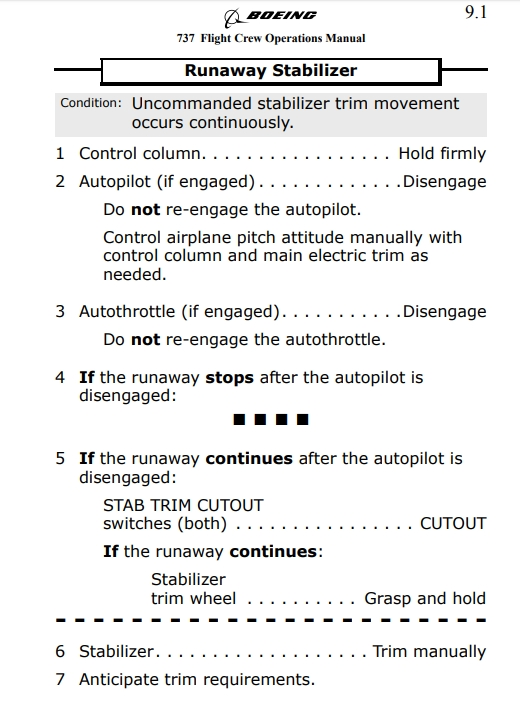 BOEING
9.1
737 Flight Crew Operations Manual
Runaway Stabilizer
Condition: Uncommanded stabilizer trim movement
occurs continuously.
1 Control column. . . . . . . . . . . . . . . . . Hold firmly
2 Autopilot (if engaged) . . . . . . . . . . . . .Disengage
Do not re-engage the autopilot.
Control airplane pitch attitude manually with
control column and main electric trim as
needed.
3 Autothrottle (if engaged). . . . . . . . . . .Disengage
Do not re-engage the autothrottle.
4 If the runaway stops after the autopilot is
disengaged:
■ ■ ■ ■
5 If the runaway continues after the autopilot is
disengaged:
STAB TRIM CUTOUT
switches (both) . . . . . . . . . . . . . . . . CUTOUT
If the runaway continues:
Stabilizer
trim wheel . . . . . . . . . . Grasp and hold
6 Stabilizer. . . . . . . . . . . . . . . . . . . Trim manually
7 Anticipate trim requirements.